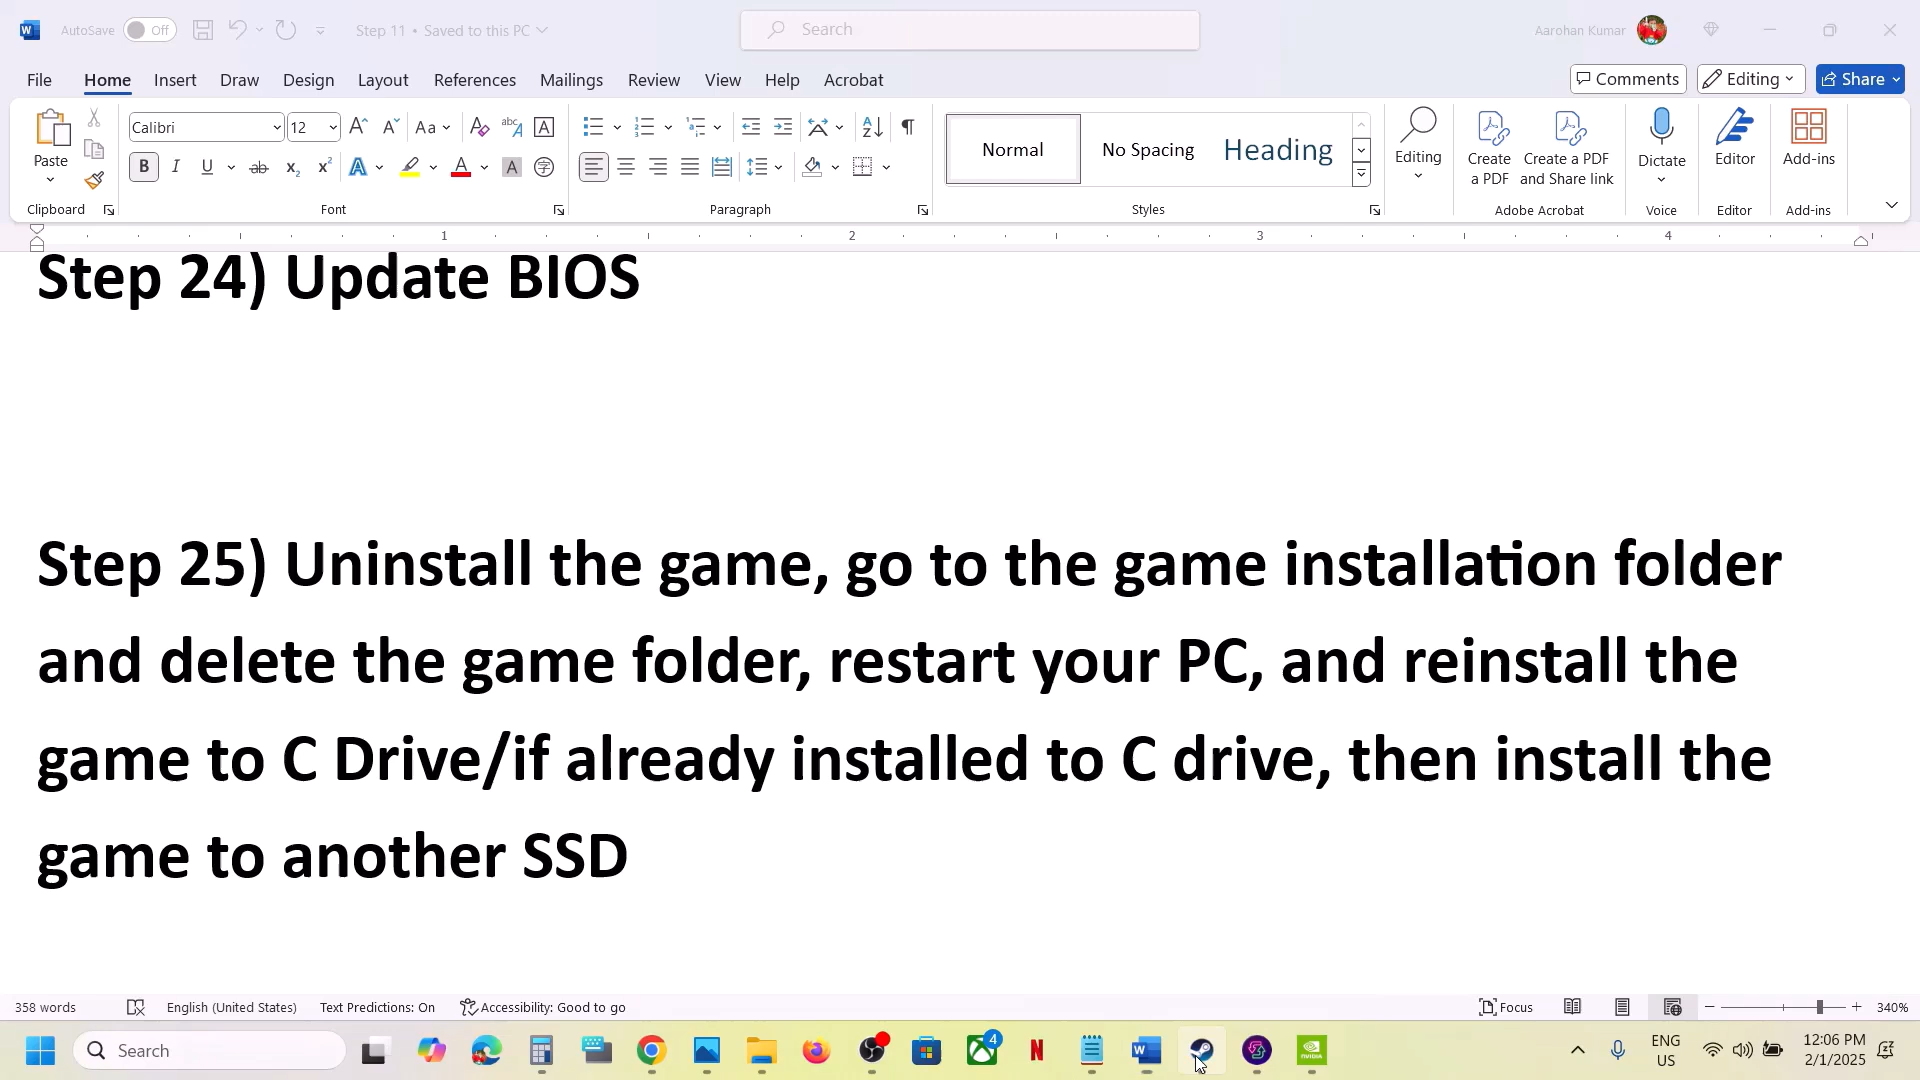 AutoSave Off Step 11 • Saved to this PC Search Aarohan Kumar
File Home Insert Draw Design Layout References Mailings Review View Help Acrobat Comments Editing Share
Calibri 12 Aa
Paste Normal No Spacing Heading Editing Create a PDF Create a PDF and Share link Dictate Editor Add-ins
Clipboard Font Paragraph Styles Adobe Acrobat Voice Editor Add-ins
1 2 3 4
Step 24) Update BIOS
Step 25) Uninstall the game, go to the game installation folder
and delete the game folder, restart your PC, and reinstall the
game to C Drive/if already installed to C drive, then install the
game to another SSD
358 words English (United States) Text Predictions: On Accessibility: Good to go Focus 340%
Search 4 ENG US 12:06 PM 2/1/2025